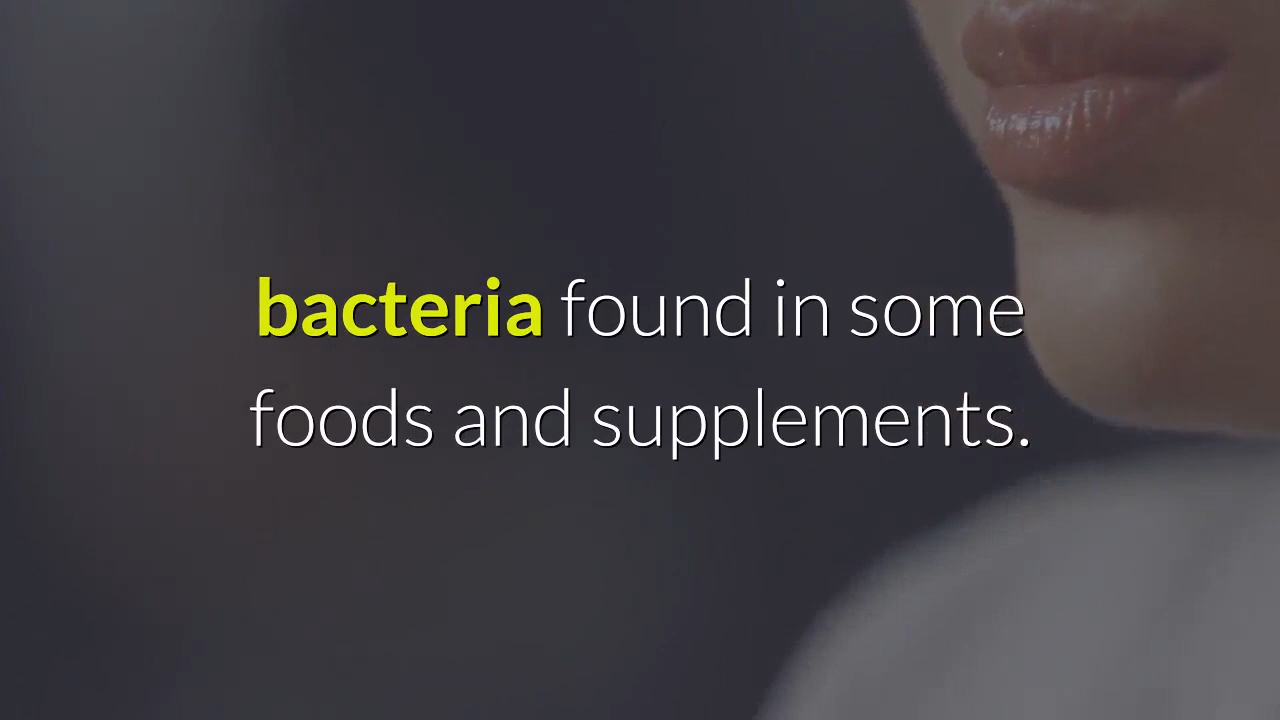 bacteria found in some
foods and supplements.